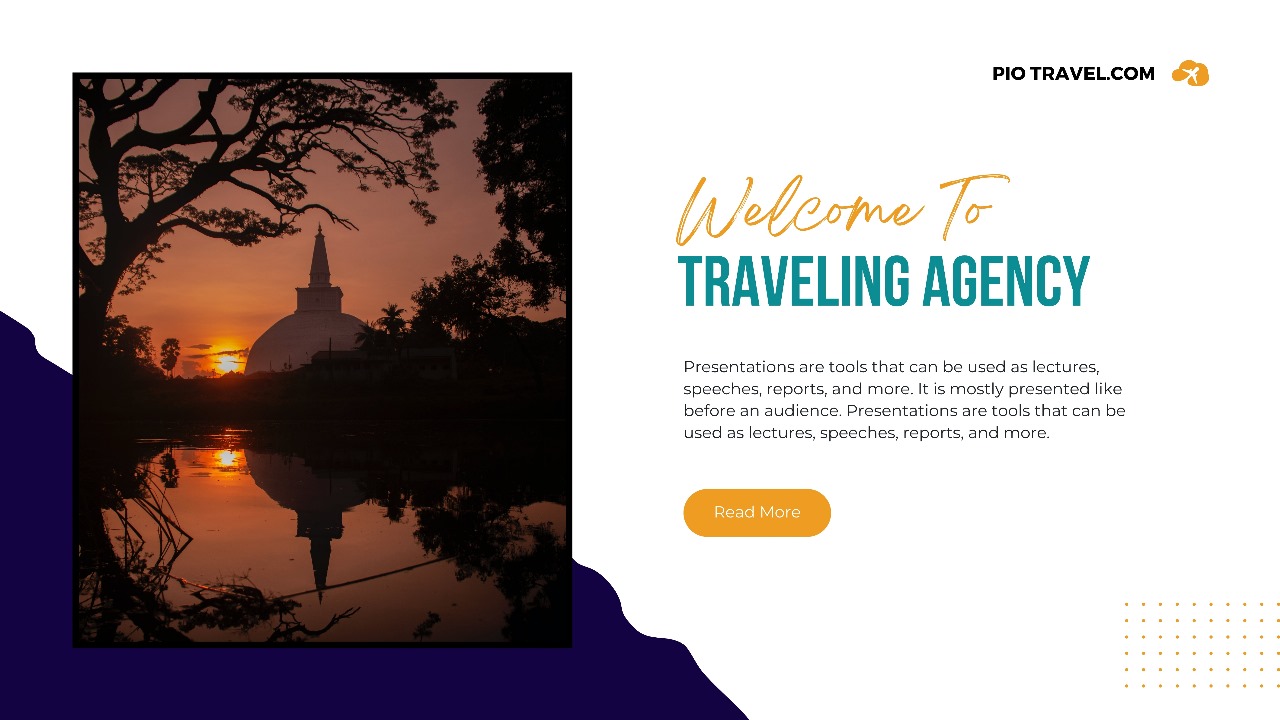 PIO TRAVEL.COM
Welcome To
TRAVELING AGENCY
Presentations are tools that can be used as lectures,
speeches, reports, and more. It is mostly presented like
before an audience. Presentations are tools that can be
used as lectures, speeches, reports, and more.
Read More